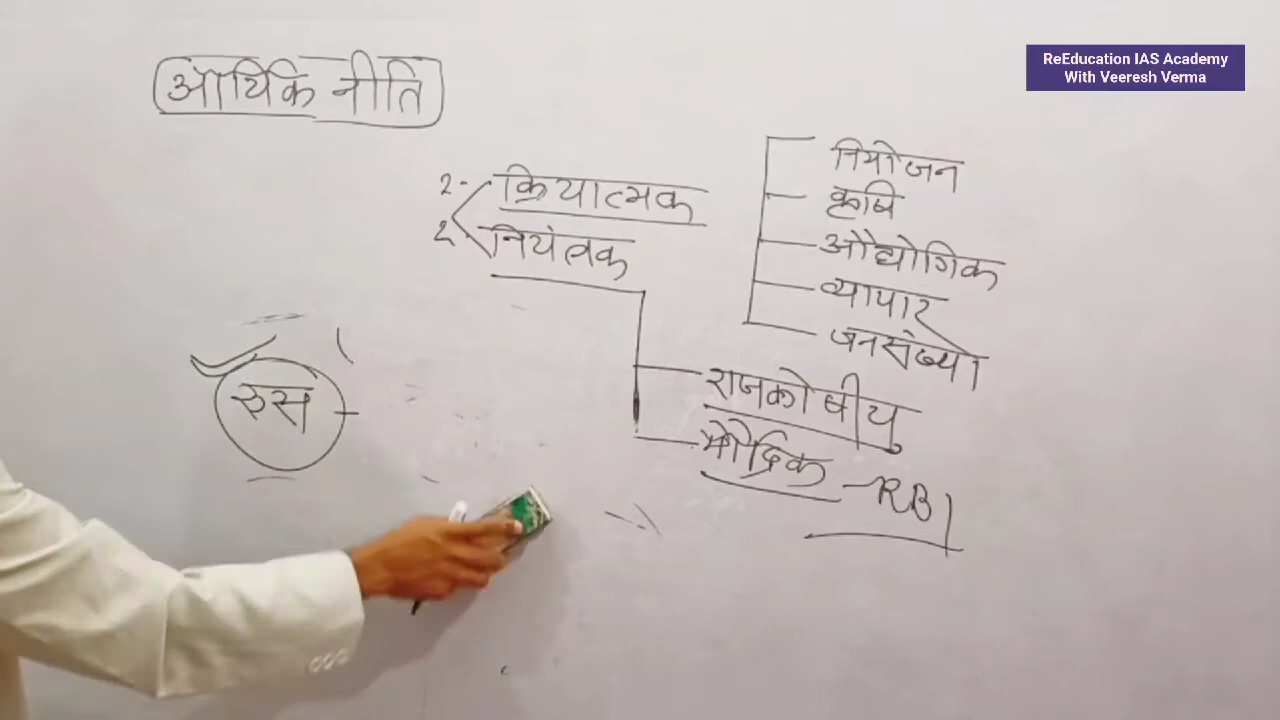 ReEducation IAS Academy
With Veeresh Verma
आर्थिक नीति
2- क्रियात्मक
2 नियंत्रक
नियोजन
कृषि
औद्योगिक
व्यापार
जनसंख्या
राजकोषीय
मौद्रिक - RBI
रुस -